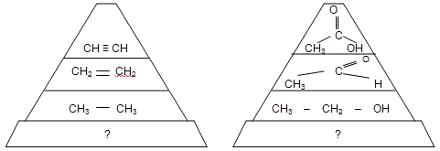 CH ≡ CH
CH₂ = CH₂
CH₃ — CH₃
?
O
C
CH₃ OH
O
C
CH₃ H
CH₃ – CH₂ – OH
?